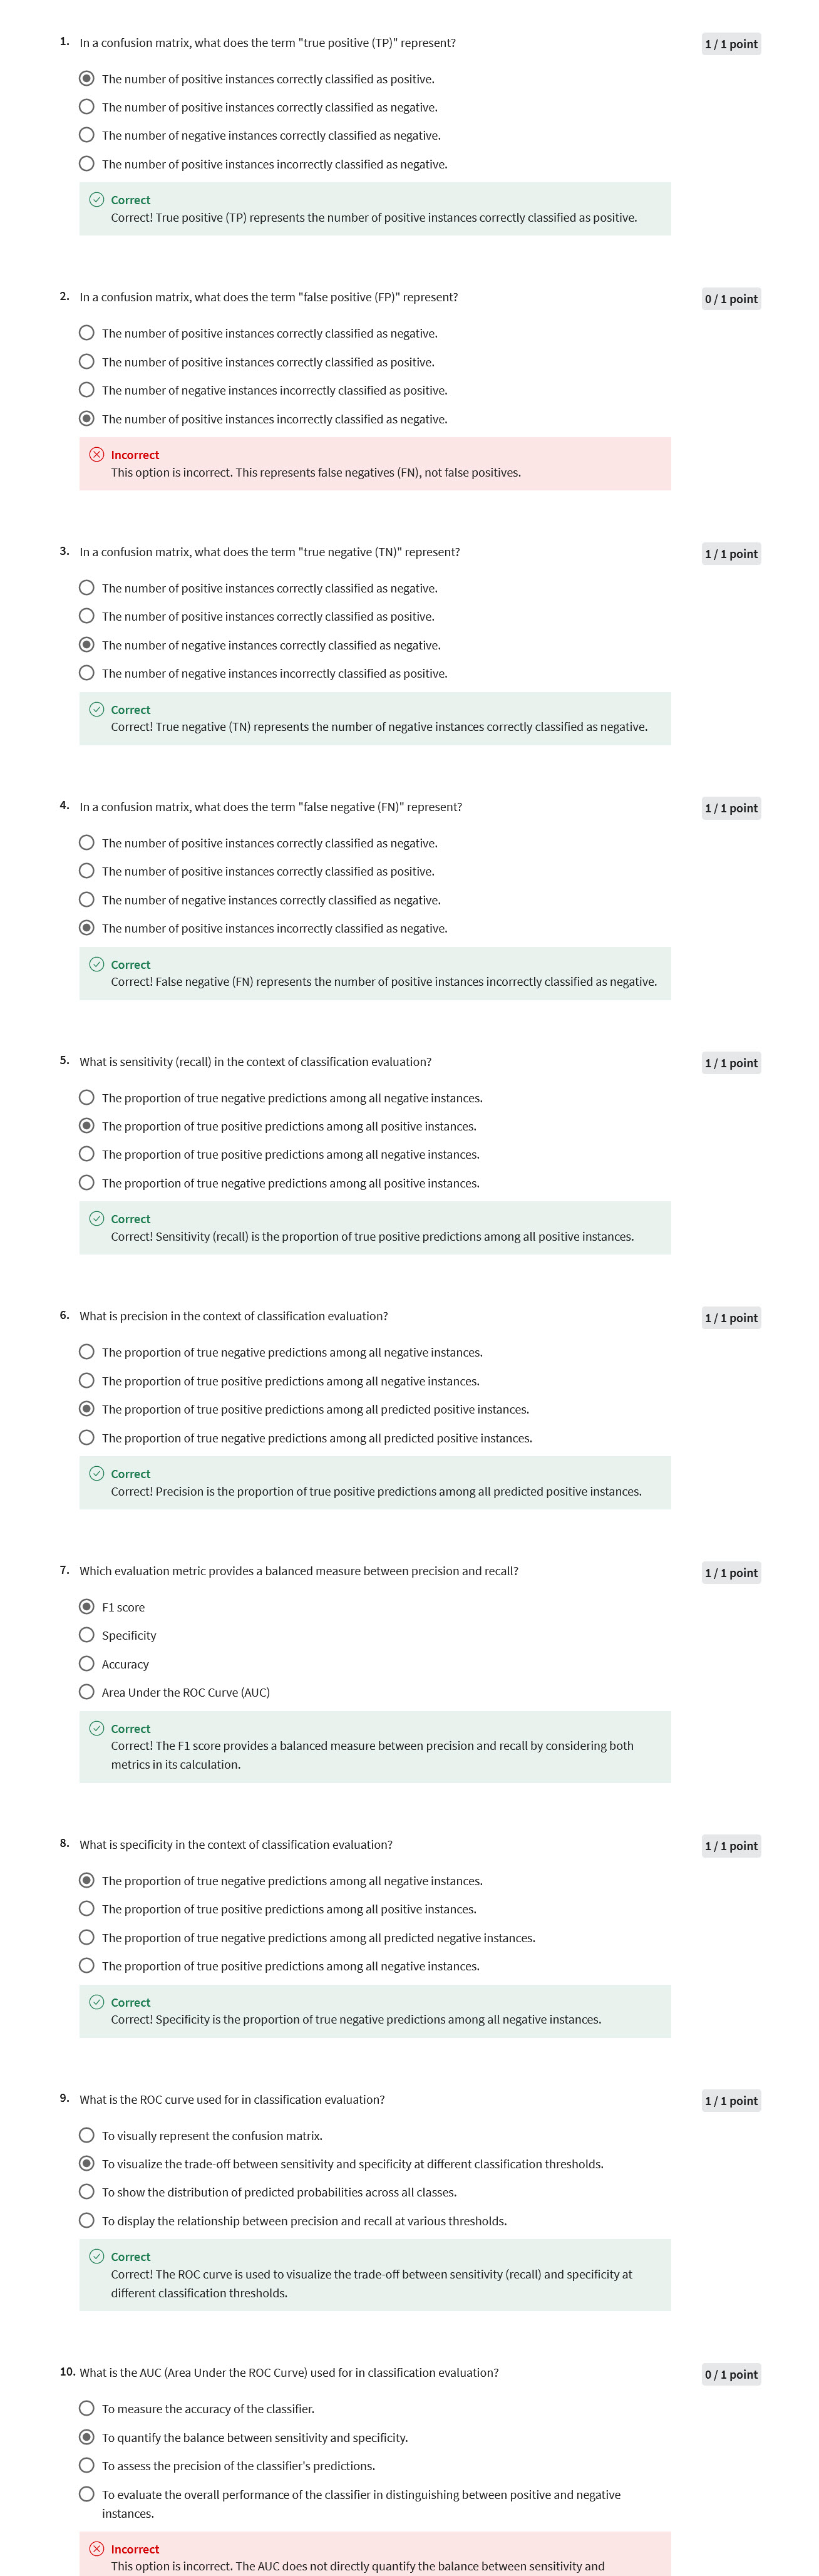 1. In a confusion matrix, what does the term "true positive (TP)" represent? 1 / 1 point
The number of positive instances correctly classified as positive.
The number of positive instances correctly classified as negative.
The number of negative instances correctly classified as negative.
The number of positive instances incorrectly classified as negative.
Correct
Correct! True positive (TP) represents the number of positive instances correctly classified as positive.
2. In a confusion matrix, what does the term "false positive (FP)" represent? 0 / 1 point
The number of positive instances correctly classified as negative.
The number of positive instances correctly classified as positive.
The number of negative instances incorrectly classified as positive.
The number of positive instances incorrectly classified as negative.
Incorrect
This option is incorrect. This represents false negatives (FN), not false positives.
3. In a confusion matrix, what does the term "true negative (TN)" represent? 1 / 1 point
The number of positive instances correctly classified as negative.
The number of positive instances correctly classified as positive.
The number of negative instances correctly classified as negative.
The number of negative instances incorrectly classified as positive.
Correct
Correct! True negative (TN) represents the number of negative instances correctly classified as negative.
4. In a confusion matrix, what does the term "false negative (FN)" represent? 1 / 1 point
The number of positive instances correctly classified as negative.
The number of positive instances correctly classified as positive.
The number of negative instances correctly classified as negative.
The number of positive instances incorrectly classified as negative.
Correct
Correct! False negative (FN) represents the number of positive instances incorrectly classified as negative.
5. What is sensitivity (recall) in the context of classification evaluation? 1 / 1 point
The proportion of true negative predictions among all negative instances.
The proportion of true positive predictions among all positive instances.
The proportion of true positive predictions among all negative instances.
The proportion of true negative predictions among all positive instances.
Correct
Correct! Sensitivity (recall) is the proportion of true positive predictions among all positive instances.
6. What is precision in the context of classification evaluation? 1 / 1 point
The proportion of true negative predictions among all negative instances.
The proportion of true positive predictions among all negative instances.
The proportion of true positive predictions among all predicted positive instances.
The proportion of true negative predictions among all predicted positive instances.
Correct
Correct! Precision is the proportion of true positive predictions among all predicted positive instances.
7. Which evaluation metric provides a balanced measure between precision and recall? 1 / 1 point
F1 score
Specificity
Accuracy
Area Under the ROC Curve (AUC)
Correct
Correct! The F1 score provides a balanced measure between precision and recall by considering both
metrics in its calculation.
8. What is specificity in the context of classification evaluation? 1 / 1 point
The proportion of true negative predictions among all negative instances.
The proportion of true positive predictions among all positive instances.
The proportion of true negative predictions among all predicted negative instances.
The proportion of true positive predictions among all negative instances.
Correct
Correct! Specificity is the proportion of true negative predictions among all negative instances.
9. What is the ROC curve used for in classification evaluation? 1 / 1 point
To visually represent the confusion matrix.
To visualize the trade-off between sensitivity and specificity at different classification thresholds.
To show the distribution of predicted probabilities across all classes.
To display the relationship between precision and recall at various thresholds.
Correct
Correct! The ROC curve is used to visualize the trade-off between sensitivity (recall) and specificity at
different classification thresholds.
10. What is the AUC (Area Under the ROC Curve) used for in classification evaluation? 0 / 1 point
To measure the accuracy of the classifier.
To quantify the balance between sensitivity and specificity.
To assess the precision of the classifier's predictions.
To evaluate the overall performance of the classifier in distinguishing between positive and negative
instances.
Incorrect
This option is incorrect. The AUC does not directly quantify the balance between sensitivity and